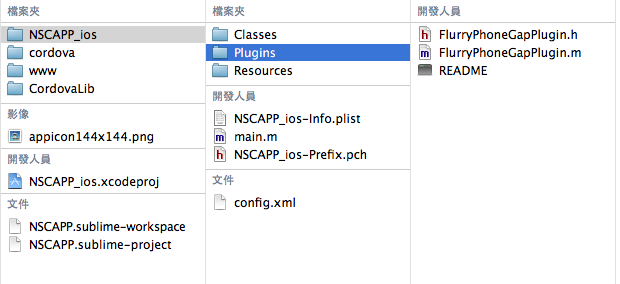 檔案夾
NSCAPP_ios
cordova
www
CordovaLib
影像
appicon144x144.png
開發人員
NSCAPP_ios.xcodeproj
文件
NSCAPP.sublime-workspace
NSCAPP.sublime-project
檔案夾
Classes
Plugins
Resources
開發人員
NSCAPP_ios-Info.plist
main.m
NSCAPP_ios-Prefix.pch
文件
config.xml
開發人員
FlurryPhoneGapPlugin.h
FlurryPhoneGapPlugin.m
README